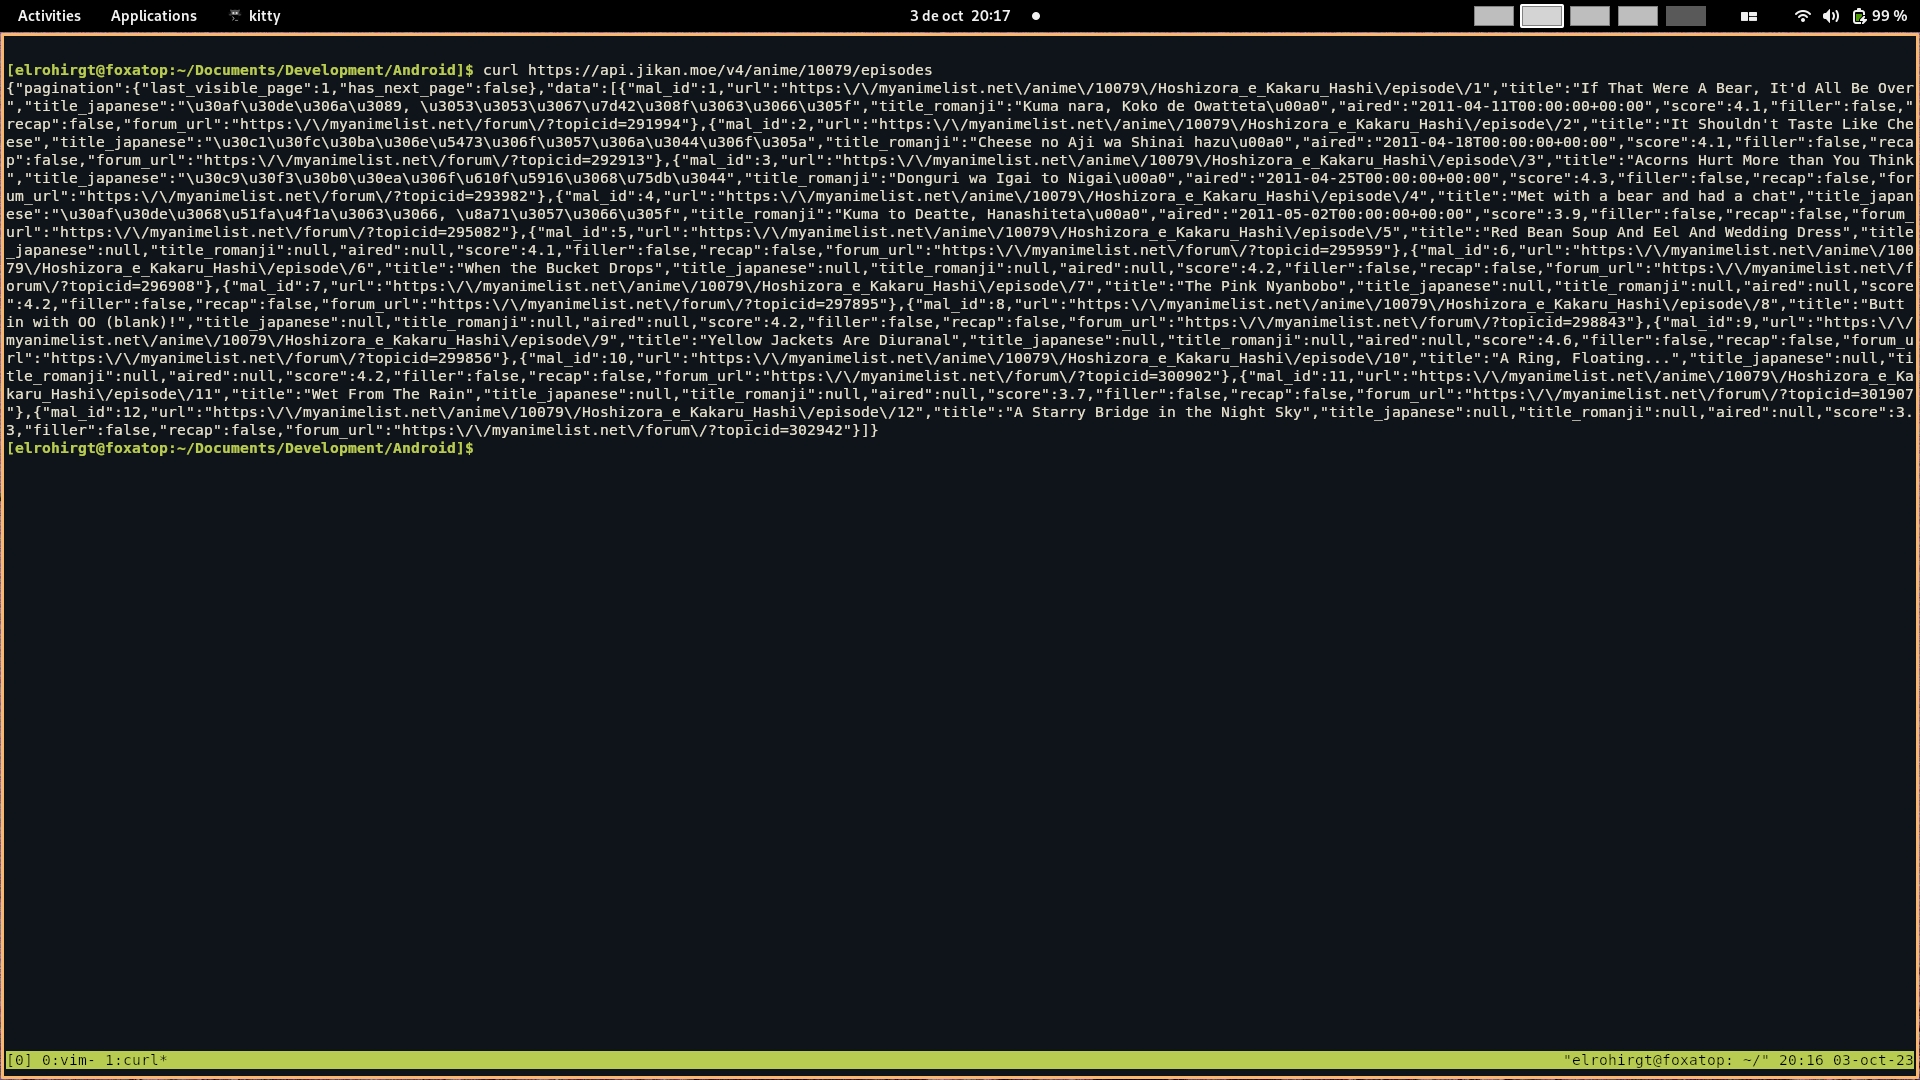 Activities Applications kitty 3 de oct 20:17 99 %
[elrohirgt@foxatop:~/Documents/Development/Android]$ curl https://api.jikan.moe/v4/anime/10079/episodes
{"pagination":{"last_visible_page":1,"has_next_page":false},"data":[{"mal_id":1,"url":"https:\/\/myanimelist.net\/anime\/10079\/Hoshizora_e_Kakaru_Hashi\/episode\/1","title":"If That Were A Bear, It'd All Be Over
","title_japanese":"\u30af\u30de\u306a\u3089, \u3053\u3053\u3067\u7d42\u308f\u3063\u3066\u305f","title_romanji":"Kuma nara, Koko de Owatteta\u00a0","aired":"2011-04-11T00:00:00+00:00","score":4.1,"filler":false,"
recap":false,"forum_url":"https:\/\/myanimelist.net\/forum\/?topicid=291994"},{"mal_id":2,"url":"https:\/\/myanimelist.net\/anime\/10079\/Hoshizora_e_Kakaru_Hashi\/episode\/2","title":"It Shouldn't Taste Like Che
ese","title_japanese":"\u30c1\u30fc\u30ba\u306e\u5473\u306f\u3057\u306a\u3044\u306f\u305a","title_romanji":"Cheese no Aji wa Shinai hazu\u00a0","aired":"2011-04-18T00:00:00+00:00","score":4.1,"filler":false,"reca
p":false,"forum_url":"https:\/\/myanimelist.net\/forum\/?topicid=292913"},{"mal_id":3,"url":"https:\/\/myanimelist.net\/anime\/10079\/Hoshizora_e_Kakaru_Hashi\/episode\/3","title":"Acorns Hurt More than You Think
","title_japanese":"\u30c9\u30f3\u30b0\u30ea\u306f\u610f\u5916\u3068\u75db\u3044","title_romanji":"Donguri wa Igai to Nigai\u00a0","aired":"2011-04-25T00:00:00+00:00","score":4.3,"filler":false,"recap":false,"for
um_url":"https:\/\/myanimelist.net\/forum\/?topicid=293982"},{"mal_id":4,"url":"https:\/\/myanimelist.net\/anime\/10079\/Hoshizora_e_Kakaru_Hashi\/episode\/4","title":"Met with a bear and had a chat","title_japan
ese":"\u30af\u30de\u3068\u51fa\u4f1a\u3063\u3066, \u8a71\u3057\u3066\u305f","title_romanji":"Kuma to Deatte, Hanashiteta\u00a0","aired":"2011-05-02T00:00:00+00:00","score":3.9,"filler":false,"recap":false,"forum_
url":"https:\/\/myanimelist.net\/forum\/?topicid=295082"},{"mal_id":5,"url":"https:\/\/myanimelist.net\/anime\/10079\/Hoshizora_e_Kakaru_Hashi\/episode\/5","title":"Red Bean Soup And Eel And Wedding Dress","title
_japanese":null,"title_romanji":null,"aired":null,"score":4.1,"filler":false,"recap":false,"forum_url":"https:\/\/myanimelist.net\/forum\/?topicid=295959"},{"mal_id":6,"url":"https:\/\/myanimelist.net\/anime\/100
79\/Hoshizora_e_Kakaru_Hashi\/episode\/6","title":"When the Bucket Drops","title_japanese":null,"title_romanji":null,"aired":null,"score":4.2,"filler":false,"recap":false,"forum_url":"https:\/\/myanimelist.net\/f
orum\/?topicid=296908"},{"mal_id":7,"url":"https:\/\/myanimelist.net\/anime\/10079\/Hoshizora_e_Kakaru_Hashi\/episode\/7","title":"The Pink Nyanbobo","title_japanese":null,"title_romanji":null,"aired":null,"score"
:4.2,"filler":false,"recap":false,"forum_url":"https:\/\/myanimelist.net\/forum\/?topicid=297895"},{"mal_id":8,"url":"https:\/\/myanimelist.net\/anime\/10079\/Hoshizora_e_Kakaru_Hashi\/episode\/8","title":"Butt 
in with OO (blank)!","title_japanese":null,"title_romanji":null,"aired":null,"score":4.2,"filler":false,"recap":false,"forum_url":"https:\/\/myanimelist.net\/forum\/?topicid=298843"},{"mal_id":9,"url":"https:\/\/
myanimelist.net\/anime\/10079\/Hoshizora_e_Kakaru_Hashi\/episode\/9","title":"Yellow Jackets Are Diuranal","title_japanese":null,"title_romanji":null,"aired":null,"score":4.6,"filler":false,"recap":false,"forum_u
rl":"https:\/\/myanimelist.net\/forum\/?topicid=299856"},{"mal_id":10,"url":"https:\/\/myanimelist.net\/anime\/10079\/Hoshizora_e_Kakaru_Hashi\/episode\/10","title":"A Ring, Floating...","title_japanese":null,"ti
tle_romanji":null,"aired":null,"score":4.2,"filler":false,"recap":false,"forum_url":"https:\/\/myanimelist.net\/forum\/?topicid=300902"},{"mal_id":11,"url":"https:\/\/myanimelist.net\/anime\/10079\/Hoshizora_e_Ka
karu_Hashi\/episode\/11","title":"Wet From The Rain","title_japanese":null,"title_romanji":null,"aired":null,"score":3.7,"filler":false,"recap":false,"forum_url":"https:\/\/myanimelist.net\/forum\/?topicid=301907
"},{"mal_id":12,"url":"https:\/\/myanimelist.net\/anime\/10079\/Hoshizora_e_Kakaru_Hashi\/episode\/12","title":"A Starry Bridge in the Night Sky","title_japanese":null,"title_romanji":null,"aired":null,"score":3.
3,"filler":false,"recap":false,"forum_url":"https:\/\/myanimelist.net\/forum\/?topicid=302942"}]}
[elrohirgt@foxatop:~/Documents/Development/Android]$
[0] 0:vim- 1:curl* "elrohirgt@foxatop: ~/" 20:16 03-oct-23